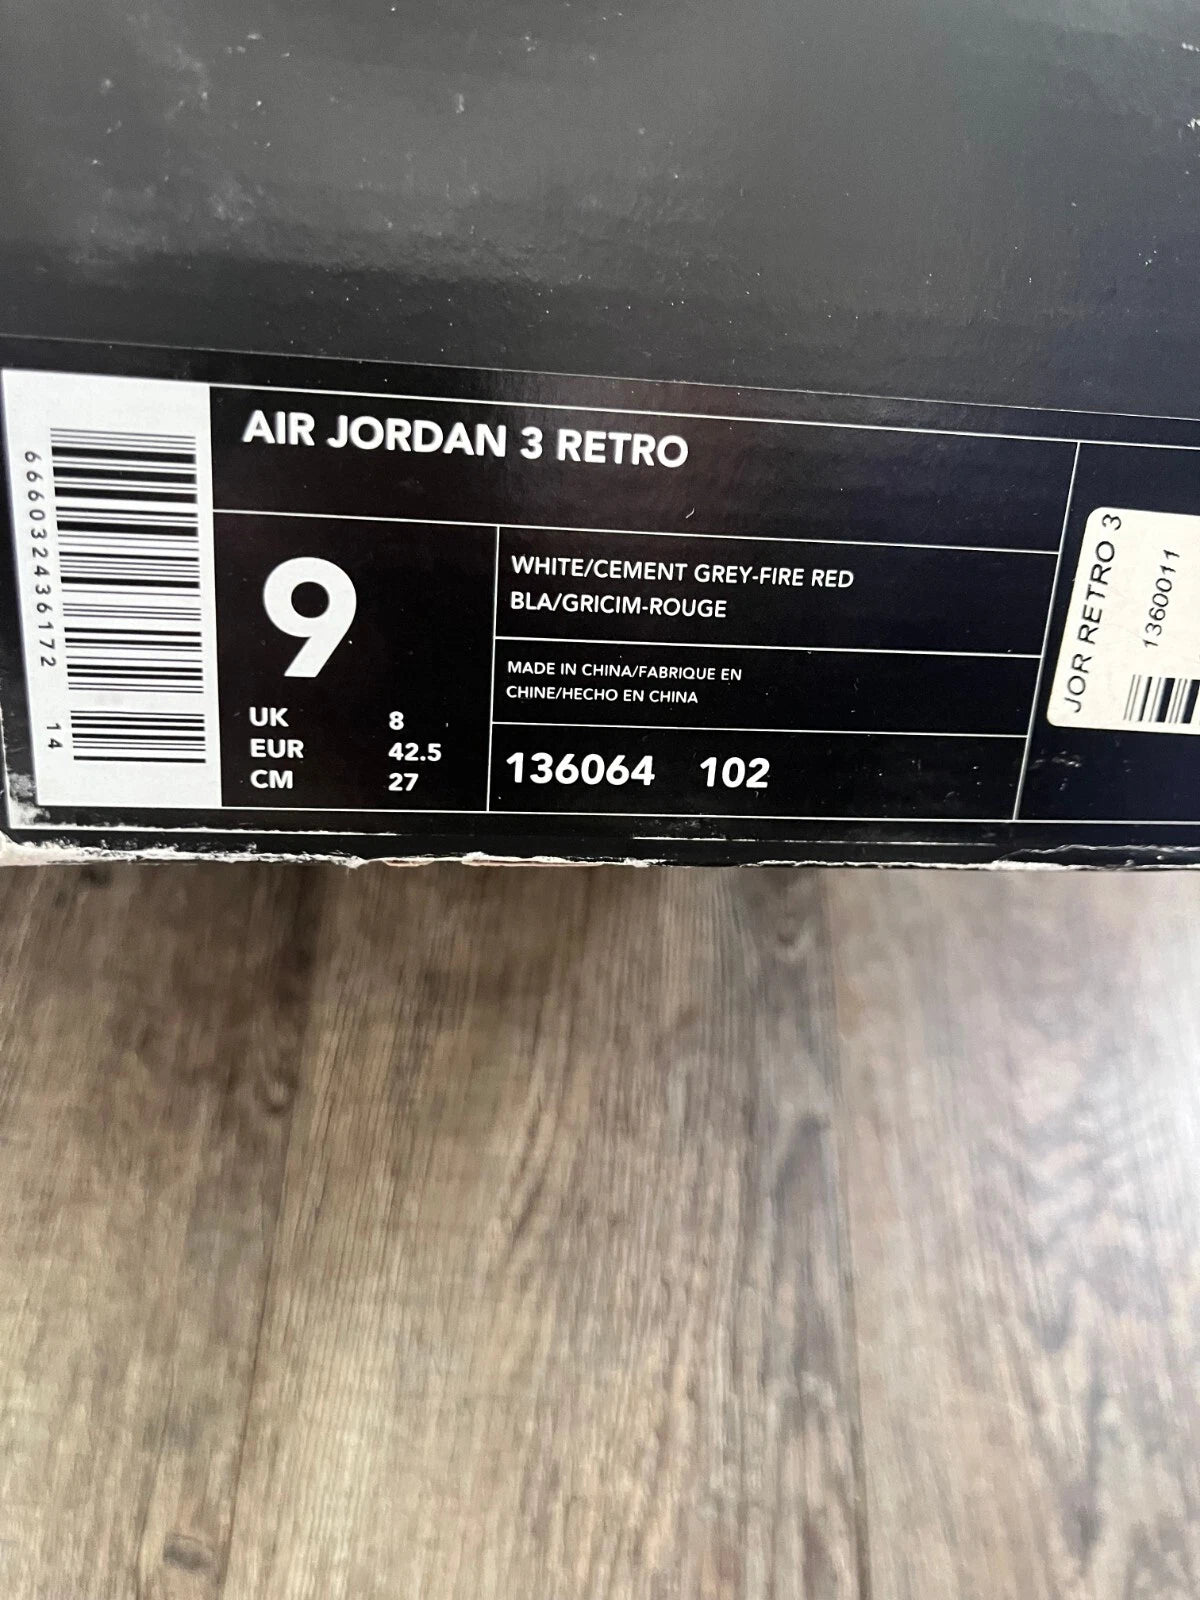 AIR JORDAN 3 RETRO
9
UK 8
EUR 42.5
CM 27
WHITE/CEMENT GREY-FIRE RED
BLA/GRICIM-ROUGE
MADE IN CHINA/FABRIQUE EN
CHINE/HECHO EN CHINA
136064 102
666032436172 14
JOR RETRO 3
1360011